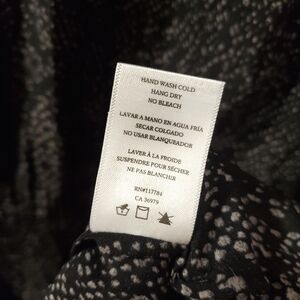 HAND WASH COLD
HANG DRY
NO BLEACH
LAVAR A MANO EN AGUA FRÍA
SECAR COLGADO
NO USAR BLANQUEADOR
LAVER À LA FROIDE
SUSPENDRE POUR SÉCHER
NE PAS BLANCHIR
RN#117784
CA 36979